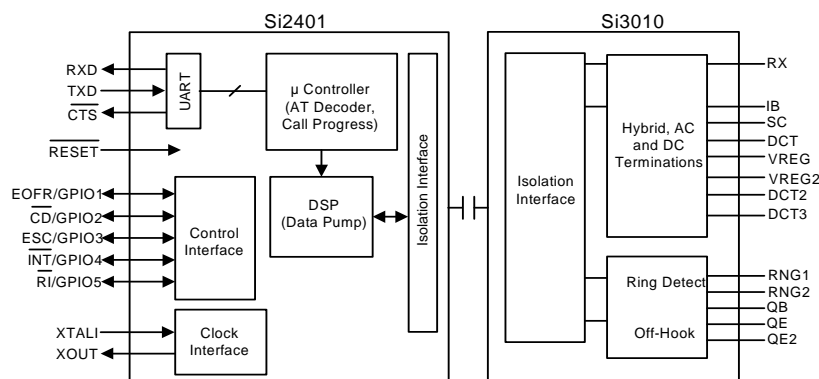 Si2401
Si3010
RXD
TXD
CTS
RESET
EOFR/GPIO1
CD/GPIO2
ESC/GPIO3
INT/GPIO4
RI/GPIO5
XTALI
XOUT
UART
µ Controller
(AT Decoder,
Call Progress)
DSP
(Data Pump)
Control
Interface
Clock
Interface
Isolation Interface
Isolation
Interface
Hybrid, AC
and DC
Terminations
Ring Detect
Off-Hook
RX
IB
SC
DCT
VREG
VREG2
DCT2
DCT3
RNG1
RNG2
QB
QE
QE2